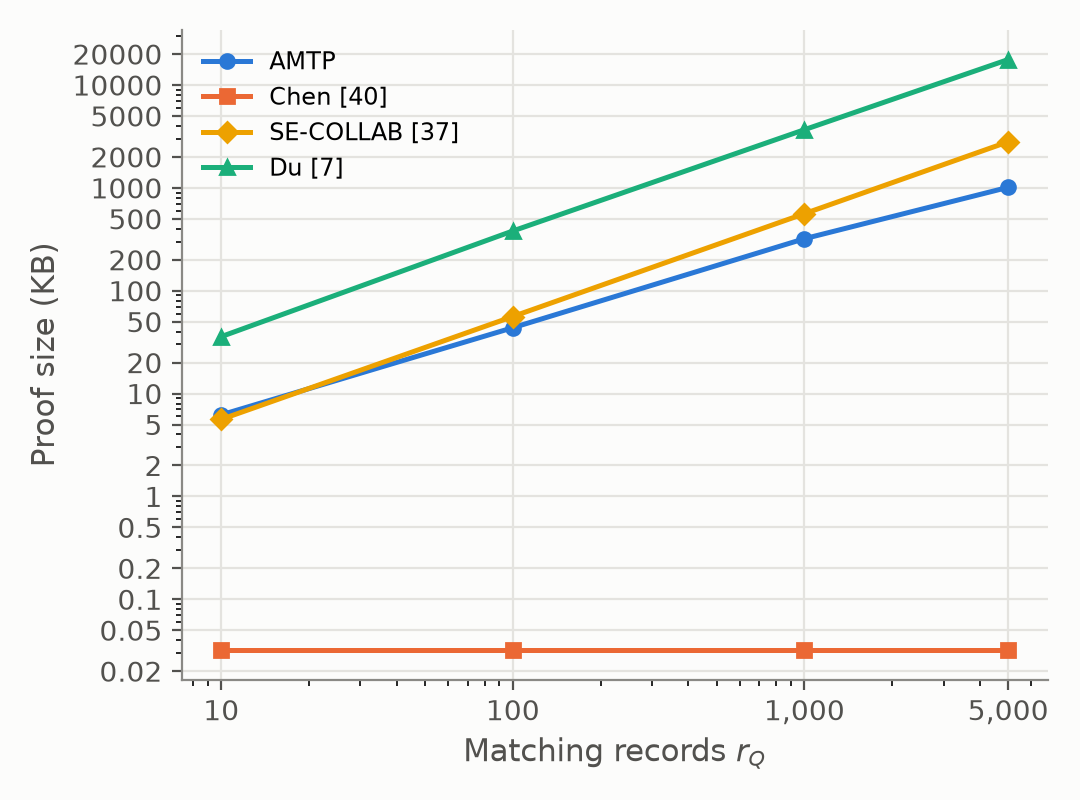 20000
10000
5000
2000
1000
500
200
100
50
20
10
5
2
1
0.5
0.2
0.1
0.05
0.02
Proof size (KB)
AMTP
Chen [40]
SE-COLLAB [37]
Du [7]
10 100 1,000 5,000
Matching records r_Q